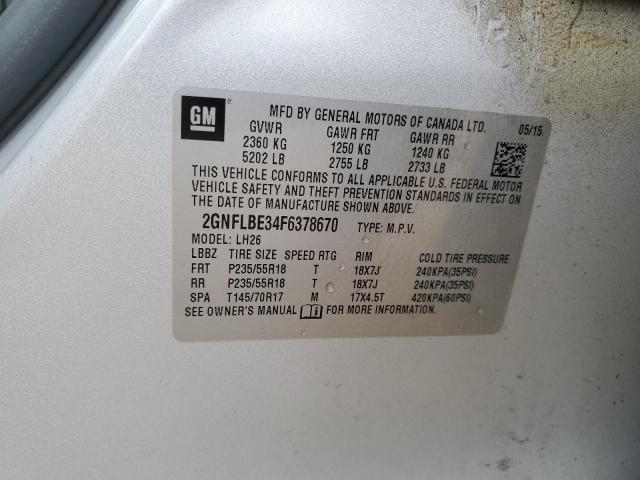 GM
MFD BY GENERAL MOTORS OF CANADA LTD. 05/15
GVWR GAWR FRT GAWR RR
2360 KG 1250 KG 1240 KG
5202 LB 2755 LB 2733 LB
THIS VEHICLE CONFORMS TO ALL APPLICABLE U.S. FEDERAL MOTOR
VEHICLE SAFETY AND THEFT PREVENTION STANDARDS IN EFFECT ON
THE DATE OF MANUFACTURE SHOWN ABOVE.
2GNFLBE34F6378670 TYPE: M.P.V.
MODEL: LH26
LBBZ TIRE SIZE SPEED RTG RIM COLD TIRE PRESSURE
FRT P235/55R18 T 18X7J 240KPA(35PSI)
RR P235/55R18 T 18X7J 240KPA(35PSI)
SPA T145/70R17 M 17X4.5T 420KPA(60PSI)
SEE OWNER'S MANUAL FOR MORE INFORMATION.